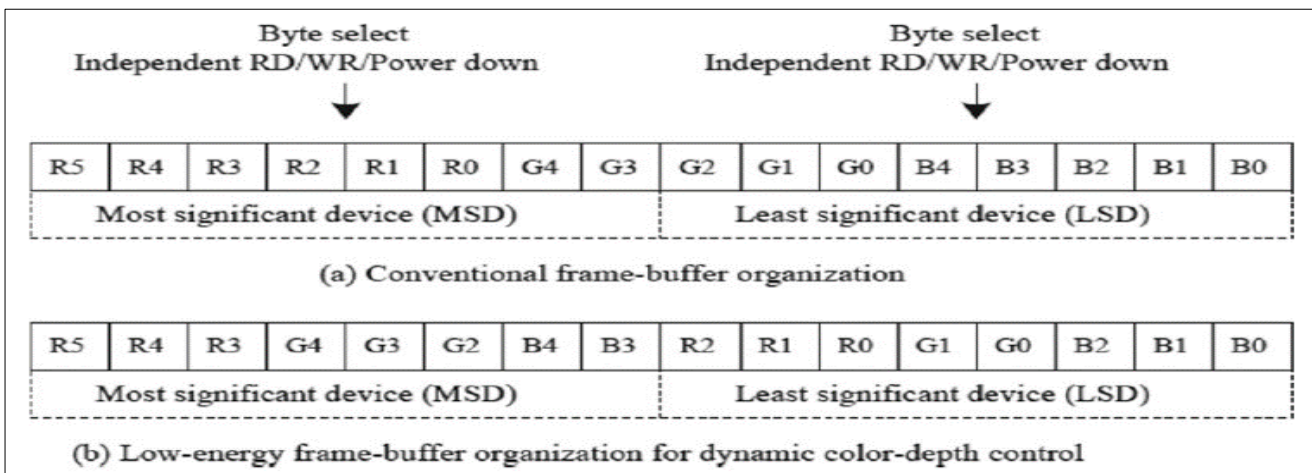 Byte select Byte select
Independent RD/WR/Power down Independent RD/WR/Power down
R5 R4 R3 R2 R1 R0 G4 G3 G2 G1 G0 B4 B3 B2 B1 B0
Most significant device (MSD) Least significant device (LSD)
(a) Conventional frame-buffer organization
R5 R4 R3 G4 G3 G2 B4 B3 R2 R1 R0 G1 G0 B2 B1 B0
Most significant device (MSD) Least significant device (LSD)
(b) Low-energy frame-buffer organization for dynamic color-depth control